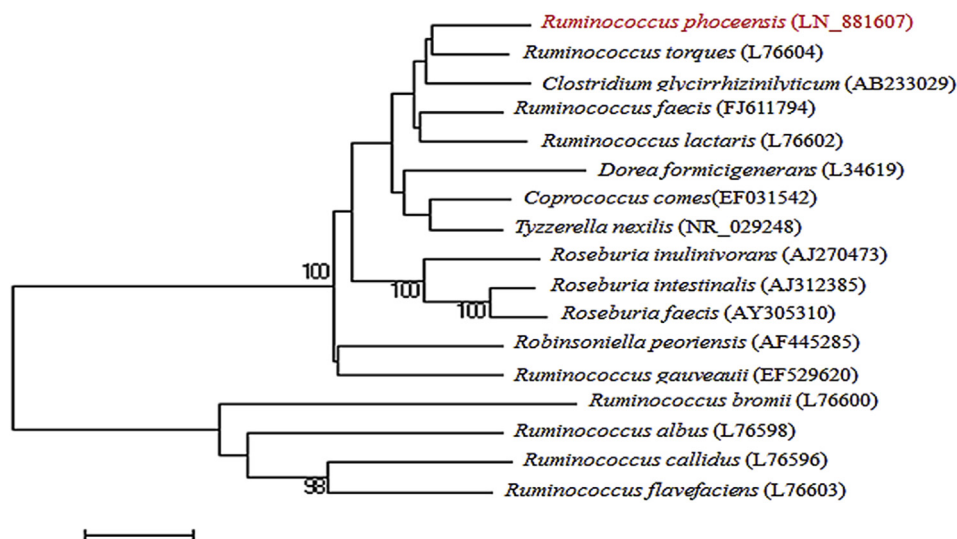 Ruminococcus phoceensis (LN_881607)
Ruminococcus torques (L76604)
Clostridium glycirrhizinilyticum (AB233029)
Ruminococcus faecis (FJ611794)
Ruminococcus lactaris (L76602)
Dorea formicigenerans (L34619)
Coprococcus comes(EF031542)
Tyzzerella nexilis (NR_029248)
100
Roseburia inulinivorans (AJ270473)
100
Roseburia intestinalis (AJ312385)
100
Roseburia faecis (AY305310)
Robinsoniella peoriensis (AF445285)
Ruminococcus gauveauii (EF529620)
Ruminococcus bromii (L76600)
Ruminococcus albus (L76598)
Ruminococcus callidus (L76596)
98
Ruminococcus flavefaciens (L76603)